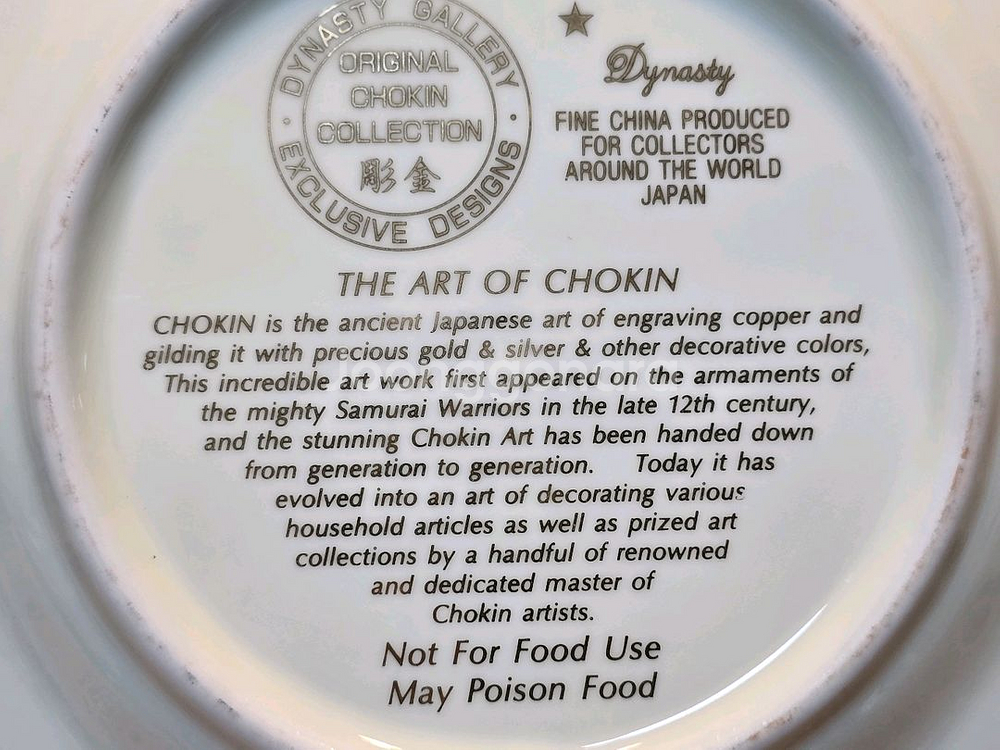 DYNASTY GALLERY
ORIGINAL
CHOKIN
COLLECTION
彫金
EXCLUSIVE DESIGNS
Dynasty
FINE CHINA PRODUCED
FOR COLLECTORS
AROUND THE WORLD
JAPAN
THE ART OF CHOKIN
CHOKIN is the ancient Japanese art of engraving copper and
gilding it with precious gold & silver & other decorative colors,
This incredible art work first appeared on the armaments of
the mighty Samurai Warriors in the late 12th century,
and the stunning Chokin Art has been handed down
from generation to generation. Today it has
evolved into an art of decorating various
household articles as well as prized art
collections by a handful of renowned
and dedicated master of
Chokin artists.
Not For Food Use
May Poison Food